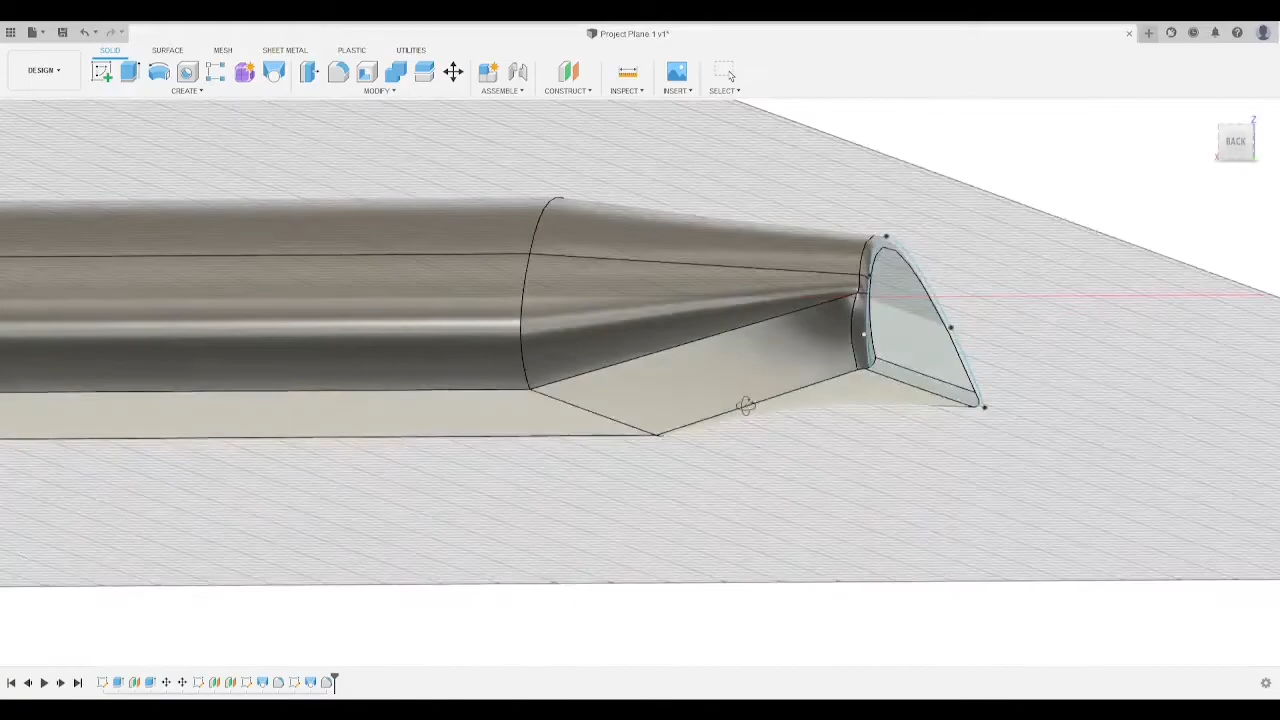 Project Plane 1 v1*
SOLID SURFACE MESH SHEET METAL PLASTIC UTILITIES
DESIGN
CREATE MODIFY ASSEMBLE CONSTRUCT INSPECT INSERT SELECT
Z
BACK
X